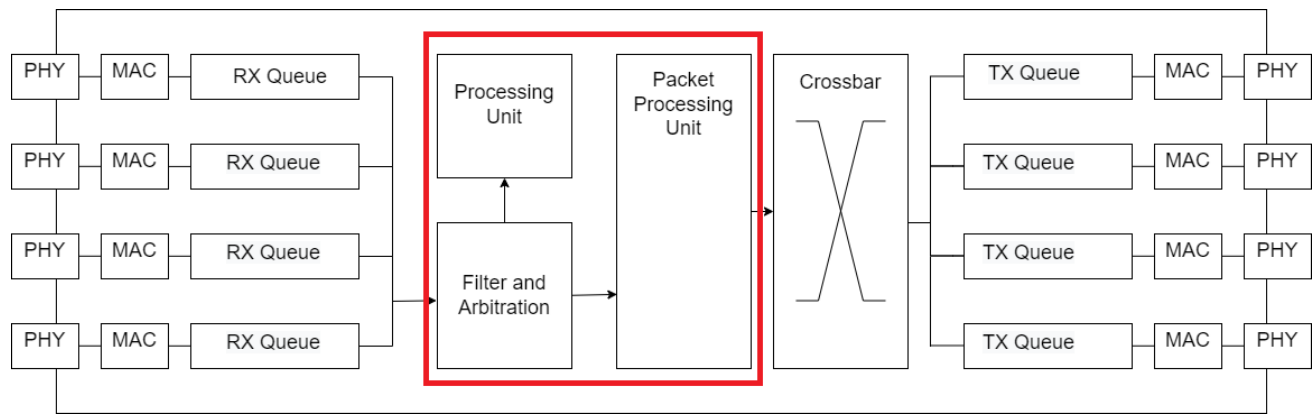 PHY
MAC
RX Queue
PHY
MAC
RX Queue
PHY
MAC
RX Queue
PHY
MAC
RX Queue
Processing
Unit
Filter and
Arbitration
Packet
Processing
Unit
Crossbar
TX Queue
MAC
PHY
TX Queue
MAC
PHY
TX Queue
MAC
PHY
TX Queue
MAC
PHY